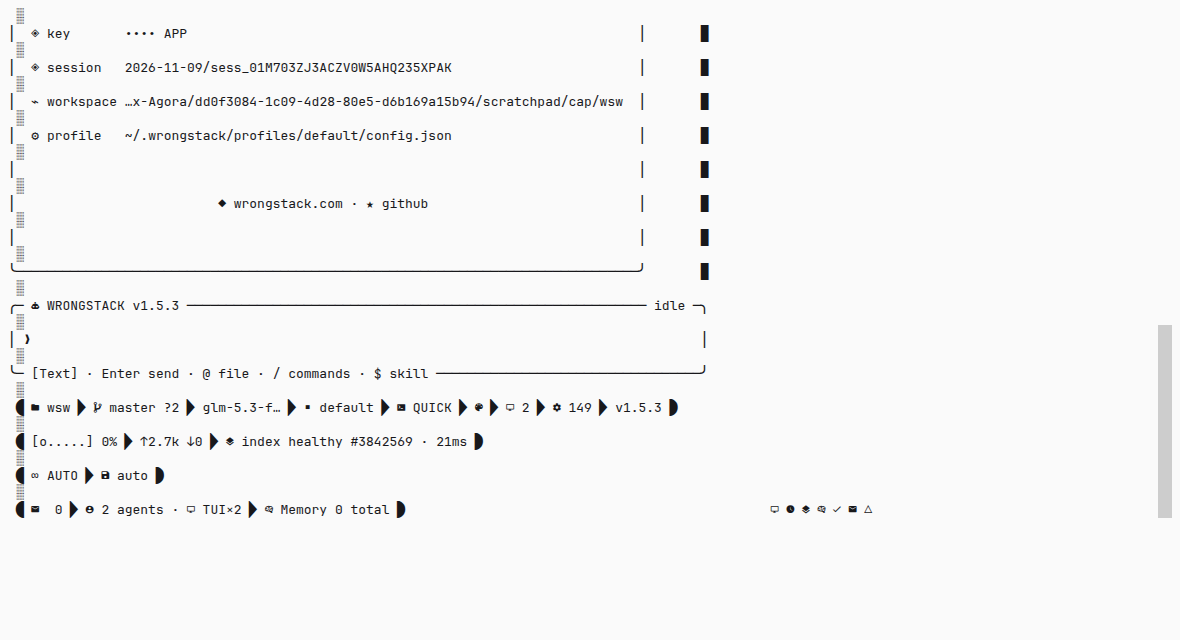 key •••• APP
session 2026-11-09/sess_01M703ZJ3ACZV0W5AHQ235XPAK
workspace …x-Agora/dd0f3084-1c09-4d28-80e5-d6b169a15b94/scratchpad/cap/wsw
profile ~/.wrongstack/profiles/default/config.json
◆ wrongstack.com · ★ github
WRONGSTACK v1.5.3 idle
❫
[Text] · Enter send · @ file · / commands · $ skill
wsw master ?2 glm-5.3-f… default QUICK 2 149 v1.5.3
[o.....] 0% ↑2.7k ↓0 index healthy #3842569 · 21ms
∞ AUTO auto
0 2 agents · TUI×2 Memory 0 total